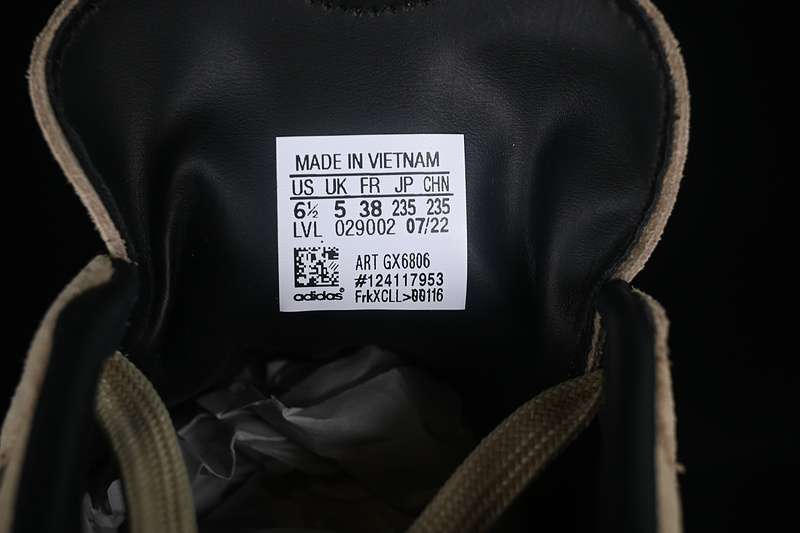 MADE IN VIETNAM
US UK FR JP CHN
6½ 5 38 235 235
LVL 029002 07/22
ART GX6806
#124117953
adidas® FrkXCLL>00116